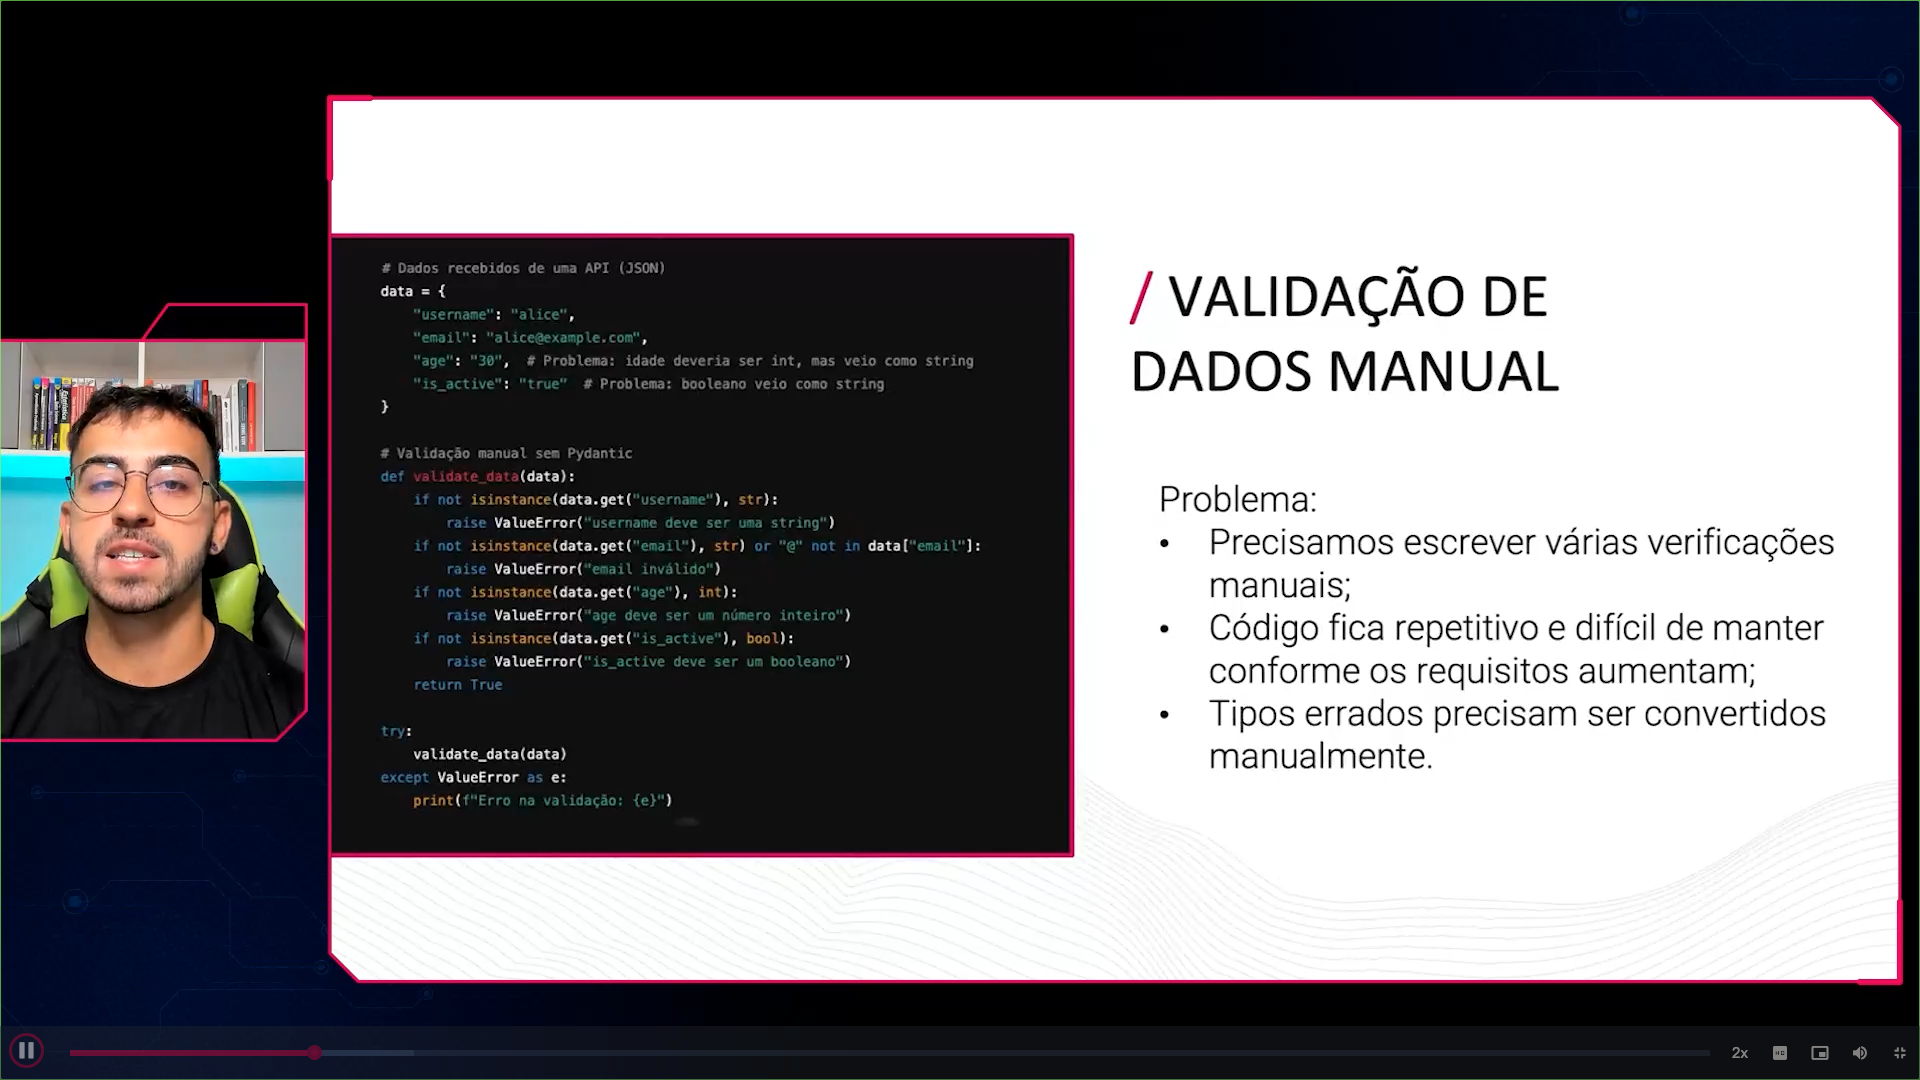 # Dados recebidos de uma API (JSON)
data = {
    "username": "alice",
    "email": "alice@example.com",
    "age": "30",  # Problema: idade deveria ser int, mas veio como string
    "is_active": "true"  # Problema: booleano veio como string
}
# Validação manual sem Pydantic
def validate_data(data):
    if not isinstance(data.get("username"), str):
        raise ValueError("username deve ser uma string")
    if not isinstance(data.get("email"), str) or "@" not in data["email"]:
        raise ValueError("email inválido")
    if not isinstance(data.get("age"), int):
        raise ValueError("age deve ser um número inteiro")
    if not isinstance(data.get("is_active"), bool):
        raise ValueError("is_active deve ser um booleano")
    return True
try:
    validate_data(data)
except ValueError as e:
    print(f"Erro na validação: {e}")
/ VALIDAÇÃO DE
DADOS MANUAL
Problema:
• Precisamos escrever várias verificações
manuais;
• Código fica repetitivo e difícil de manter
conforme os requisitos aumentam;
• Tipos errados precisam ser convertidos
manualmente.
2x